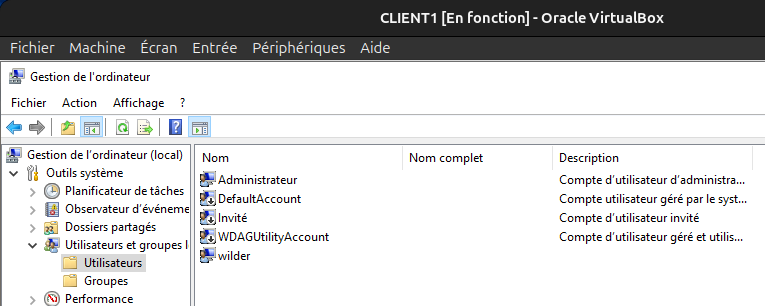 CLIENT1 [En fonction] - Oracle VirtualBox
Fichier Machine Écran Entrée Périphériques Aide
Gestion de l'ordinateur
Fichier Action Affichage ?
Gestion de l'ordinateur (local)
Outils système
Planificateur de tâches
Observateur d'événeme
Dossiers partagés
Utilisateurs et groupes l
Utilisateurs
Groupes
Performance
Nom Nom complet Description
Administrateur Compte d'utilisateur d'administra...
DefaultAccount Compte utilisateur géré par le syst...
Invité Compte d'utilisateur invité
WDAGUtilityAccount Compte d'utilisateur géré et utilis...
wilder